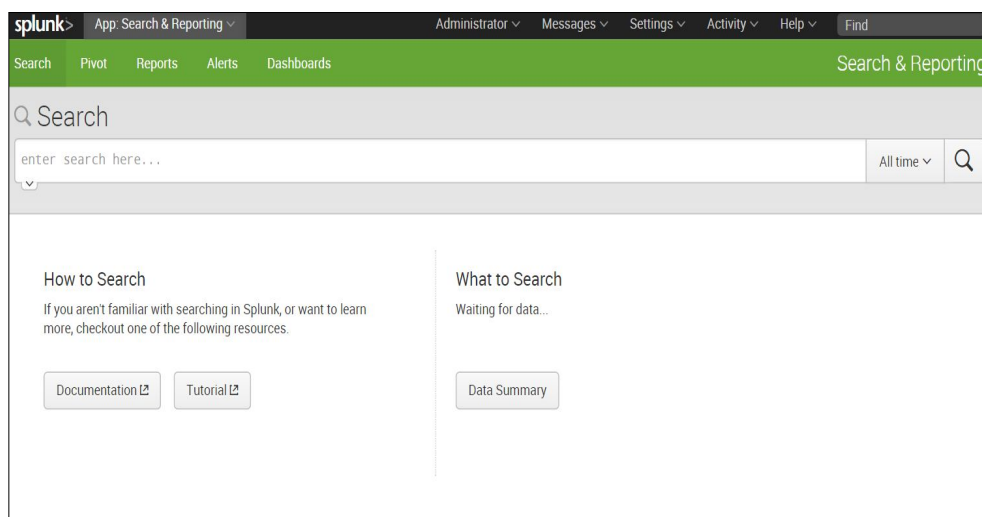 splunk> App: Search & Reporting Administrator Messages Settings Activity Help Find
Search Pivot Reports Alerts Dashboards Search & Reporting
Search
enter search here... All time
How to Search
If you aren't familiar with searching in Splunk, or want to learn
more, checkout one of the following resources.
Documentation Tutorial
What to Search
Waiting for data...
Data Summary